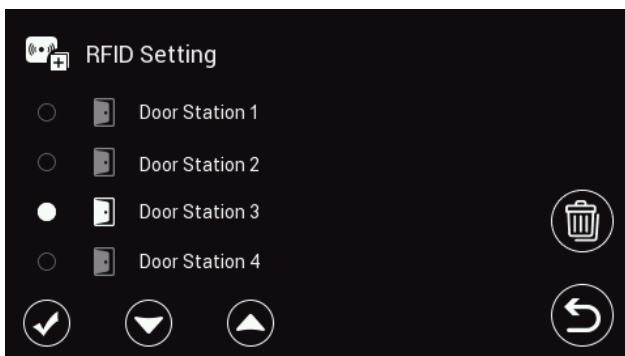 RFID Setting
Door Station 1
Door Station 2
Door Station 3
Door Station 4